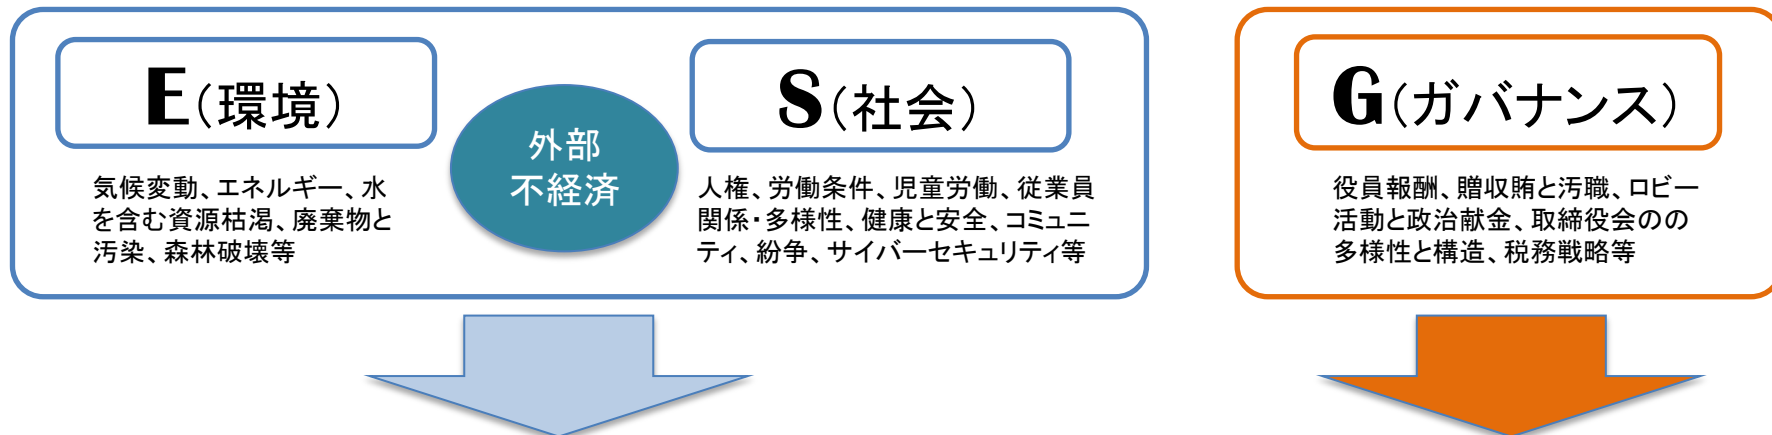 E(環境)
気候変動、エネルギー、水
を含む資源枯渇、廃棄物と
汚染、森林破壊等
外部
不経済
S(社会)
人権、労働条件、児童労働、従業員
関係・多様性、健康と安全、コミュニ
ティ、紛争、サイバーセキュリティ等
G(ガバナンス)
役員報酬、贈収賄と汚職、ロビー
活動と政治献金、取締役会のの
多様性と構造、税務戦略等